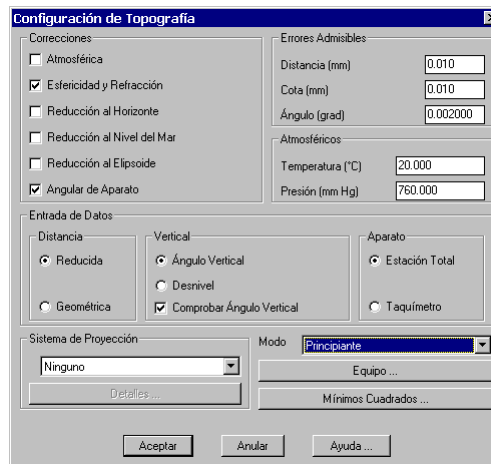 Configuración de Topografía
Correcciones
Atmosférica
Esfericidad y Refracción
Reducción al Horizonte
Reducción al Nivel del Mar
Reducción al Elipsoide
Angular de Aparato
Errores Admisibles
Distancia (mm) 0.010
Cota (mm) 0.010
Ángulo (grad) 0.002000
Atmosféricos
Temperatura (°C) 20.000
Presión (mm Hg) 760.000
Entrada de Datos
Distancia
Reducida
Geométrica
Vertical
Ángulo Vertical
Desnivel
Comprobar Ángulo Vertical
Aparato
Estación Total
Taquímetro
Sistema de Proyección
Ninguno
Detalles ...
Modo Principiante
Equipo ...
Mínimos Cuadrados ...
Aceptar Anular Ayuda ...